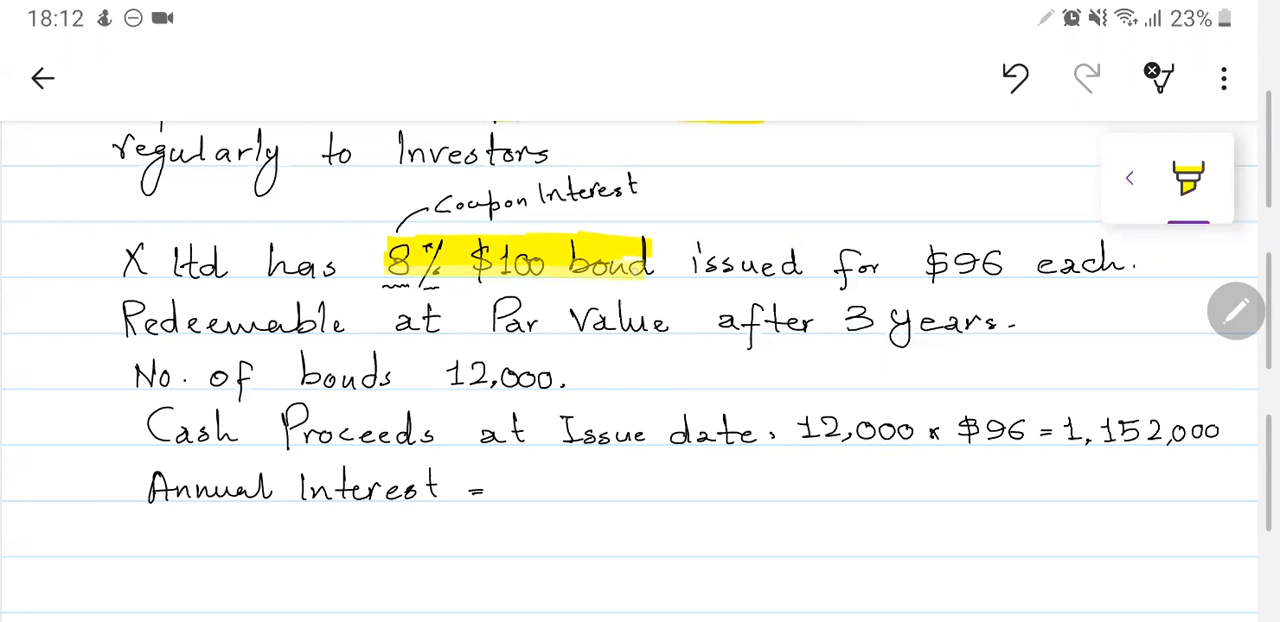 18:12 23%
regularly to Investors
Coupon Interest
X Ltd has 8% $100 bond issued for $96 each.
Redeemable at Par Value after 3 years.
No. of bonds 12,000.
Cash Proceeds at Issue date, 12,000 x $96 = 1,152,000
Annual Interest =